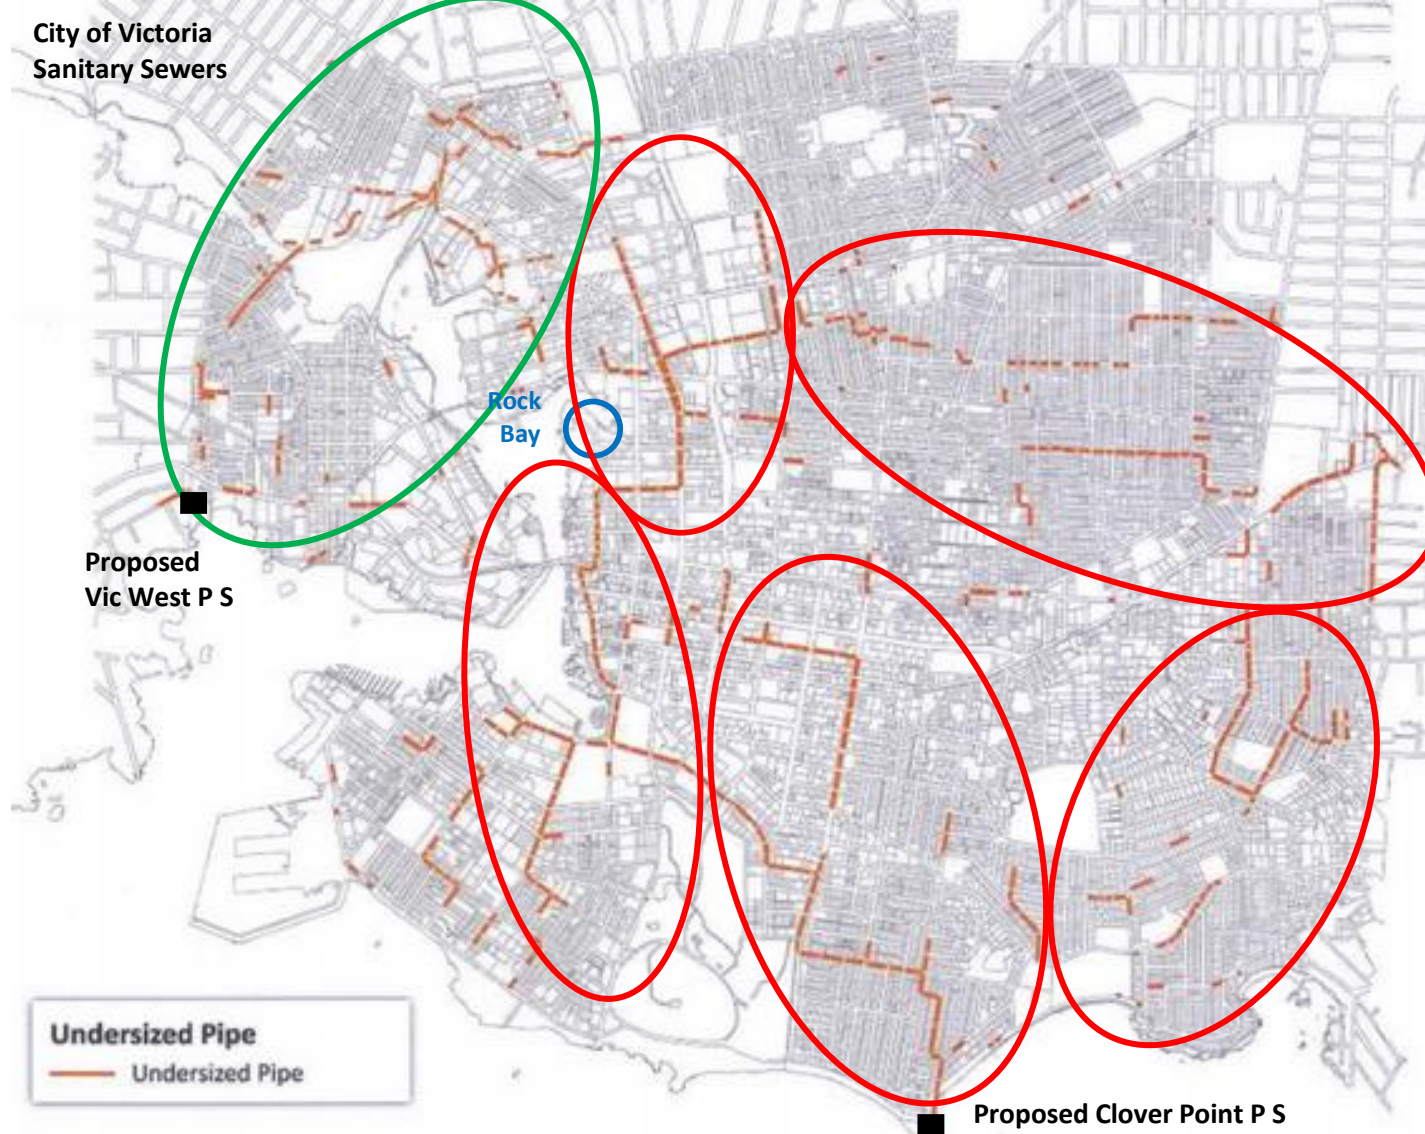 City of Victoria
Sanitary Sewers
Rock
Bay
Proposed
Vic West P S
Undersized Pipe
Undersized Pipe
Proposed Clover Point P S